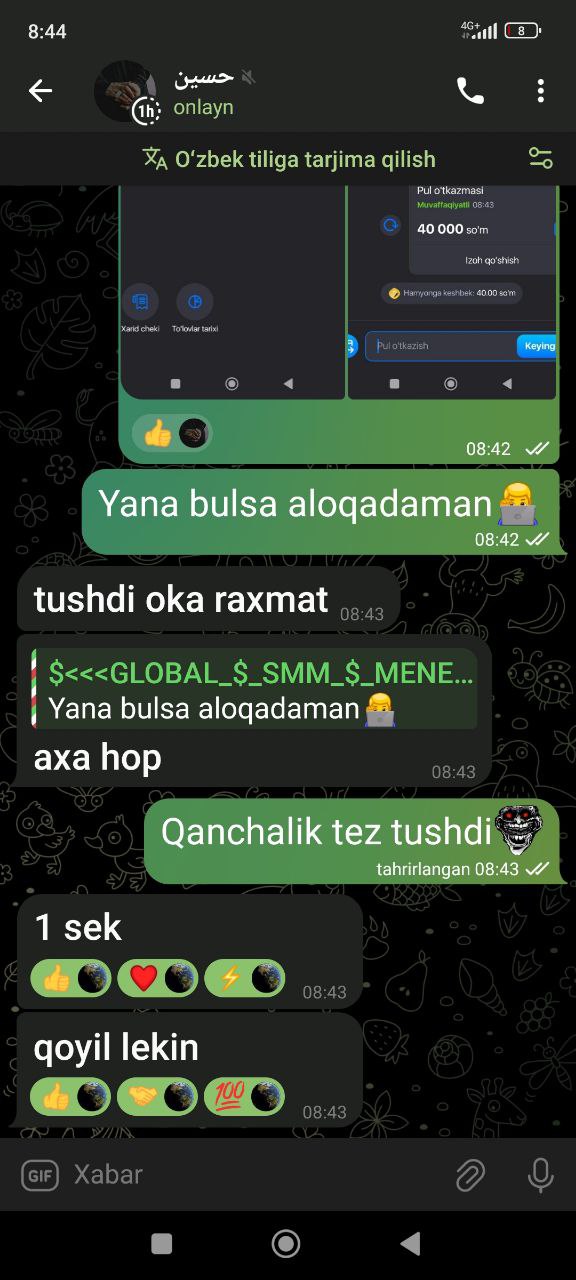 8:44
4G+
8
حسين
1h
onlayn
Oʻzbek tiliga tarjima qilish
Pul o'tkazmasi
Muvaffaqiyatli 08:43
40 000 so'm
Izoh qo'shish
Hamyonga keshbek: 40.00 so'm
Xarid cheki
To'lovlar tarixi
Pul o'tkazish
Keying
08:42
Yana bulsa aloqadaman
08:42
tushdi oka raxmat
08:43
$<<<GLOBAL_$_SMM_$_MENE...
Yana bulsa aloqadaman
axa hop
08:43
Qanchalik tez tushdi
tahrirlangan 08:43
1 sek
08:43
qoyil lekin
100
08:43
GIF Xabar